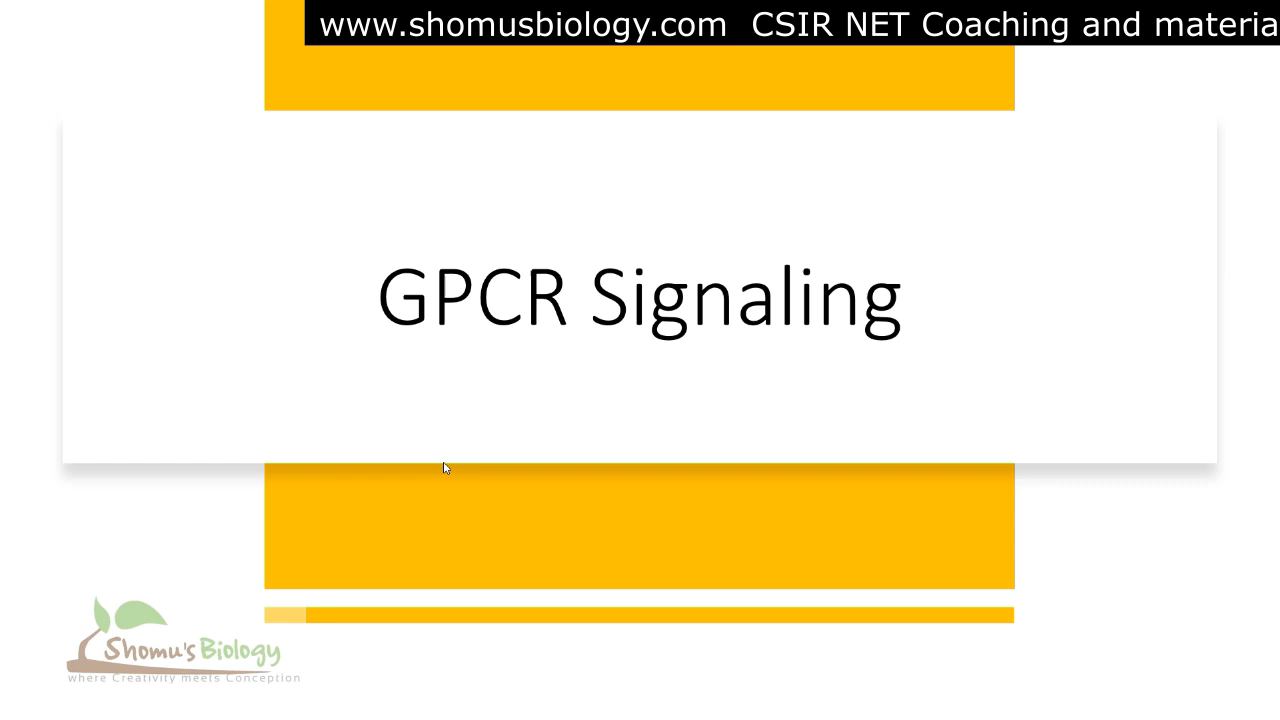 www.shomusbiology.com  CSIR NET Coaching and materia
GPCR Signaling
Shomu's Biology
where Creativity meets Conception